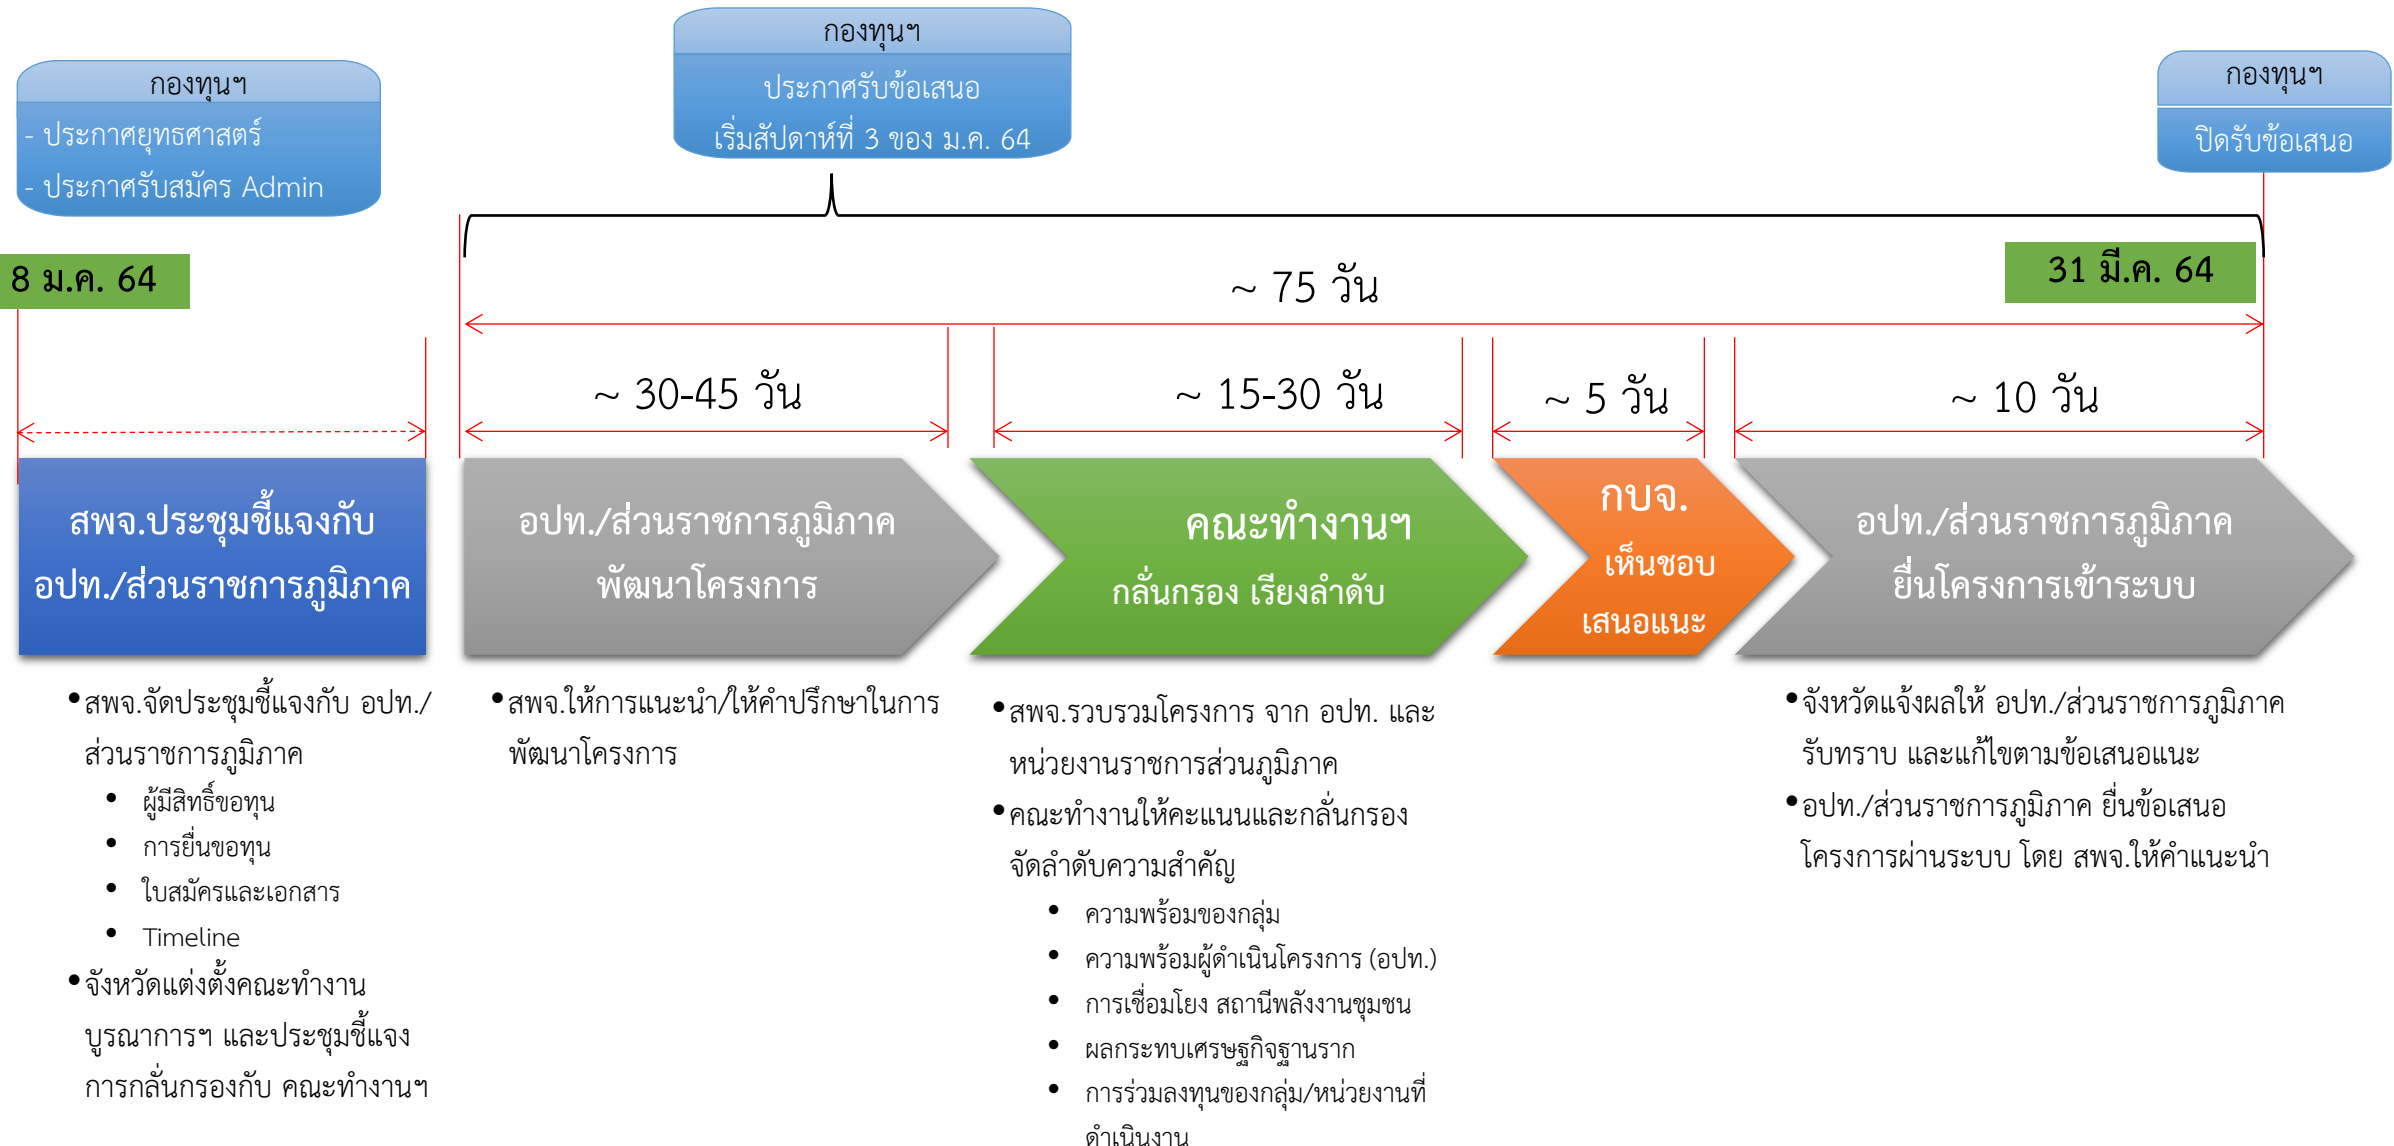 กองทุนฯ
- ประกาศยุทธศาสตร์
- ประกาศรับสมัคร Admin
กองทุนฯ
ประกาศรับข้อเสนอ
เริ่มสัปดาห์ที่ 3 ของ ม.ค. 64
กองทุนฯ
ปิดรับข้อเสนอ
8 ม.ค. 64
31 มี.ค. 64
~ 75 วัน
~ 30-45 วัน
~ 15-30 วัน
~ 5 วัน
~ 10 วัน
สพจ.ประชุมชี้แจงกับ
อปท./ส่วนราชการภูมิภาค
อปท./ส่วนราชการภูมิภาค
พัฒนาโครงการ
คณะทำงานฯ
กลั่นกรอง เรียงลำดับ
กบจ.
เห็นชอบ
เสนอแนะ
อปท./ส่วนราชการภูมิภาค
ยื่นโครงการเข้าระบบ
•สพจ.จัดประชุมชี้แจงกับ อปท./
ส่วนราชการภูมิภาค
• ผู้มีสิทธิ์ขอทุน
• การยื่นขอทุน
• ใบสมัครและเอกสาร
• Timeline
•จังหวัดแต่งตั้งคณะทำงาน
บูรณาการฯ และประชุมชี้แจง
การกลั่นกรองกับ คณะทำงานฯ
•สพจ.ให้การแนะนำ/ให้คำปรึกษาในการ
พัฒนาโครงการ
•สพจ.รวบรวมโครงการ จาก อปท. และ
หน่วยงานราชการส่วนภูมิภาค
•คณะทำงานให้คะแนนและกลั่นกรอง
จัดลำดับความสำคัญ
• ความพร้อมของกลุ่ม
• ความพร้อมผู้ดำเนินโครงการ (อปท.)
• การเชื่อมโยง สถานีพลังงานชุมชน
• ผลกระทบเศรษฐกิจฐานราก
• การร่วมลงทุนของกลุ่ม/หน่วยงานที่
ดำเนินงาน
•จังหวัดแจ้งผลให้ อปท./ส่วนราชการภูมิภาค
รับทราบ และแก้ไขตามข้อเสนอแนะ
•อปท./ส่วนราชการภูมิภาค ยื่นข้อเสนอ
โครงการผ่านระบบ โดย สพจ.ให้คำแนะนำ